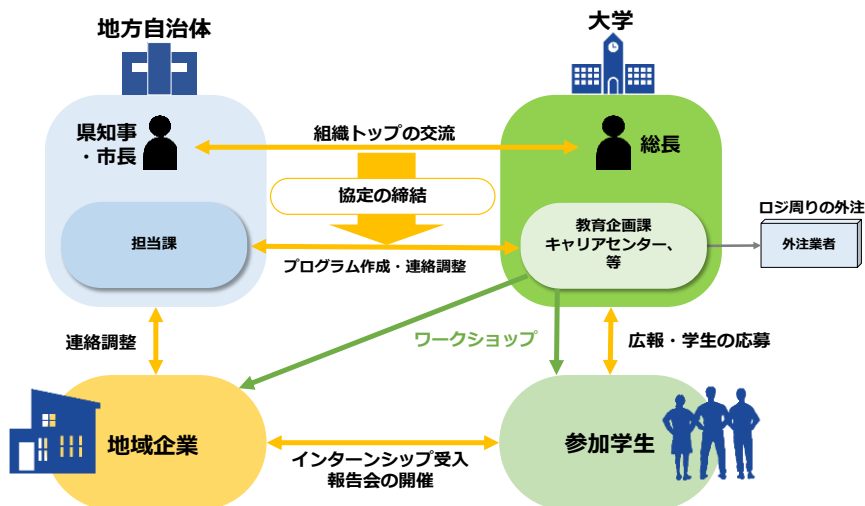 地方自治体
大学
県知事
・市長
組織トップの交流
総長
協定の締結
ロジ周りの外注
担当課
教育企画課
キャリアセンター、
等
外注業者
プログラム作成・連絡調整
連絡調整
ワークショップ
広報・学生の応募
地域企業
参加学生
インターンシップ受入
報告会の開催